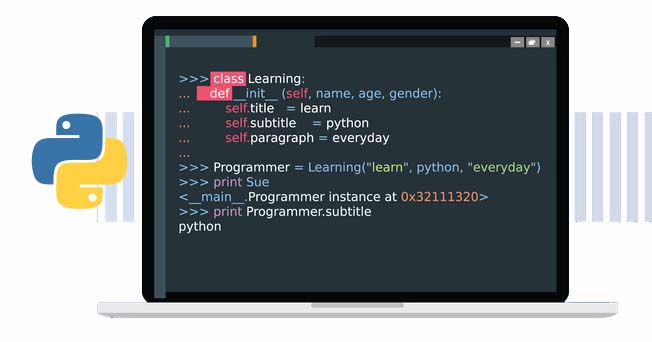 >>> class Learning:
... def __init__ (self, name, age, gender):
... self.title = learn
... self.subtitle = python
... self.paragraph = everyday
...
>>> Programmer = Learning("learn", python, "everyday")
>>> print Sue
<__main__.Programmer instance at 0x32111320>
>>> print Programmer.subtitle
python